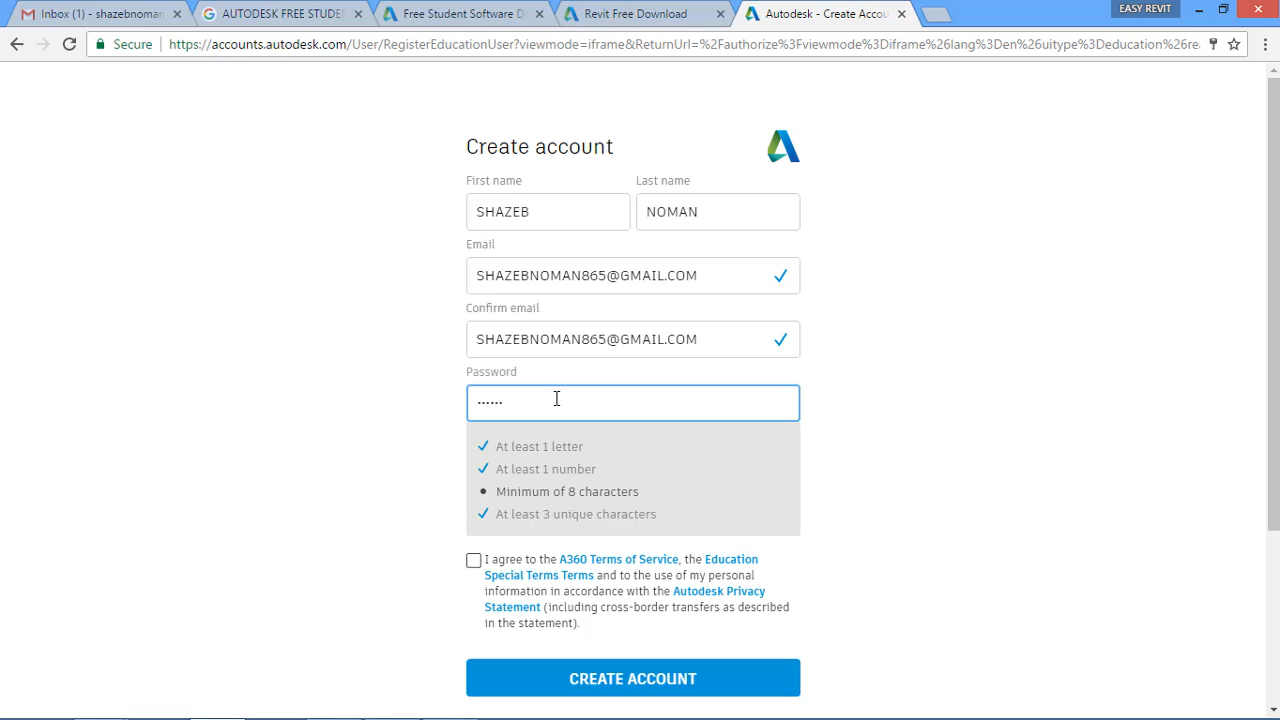 Inbox (1) - shazebnoman
AUTODESK FREE STUDEN
Free Student Software D
Revit Free Download
Autodesk - Create Accou
EASY REVIT
Secure
https://accounts.autodesk.com/User/RegisterEducationUser?viewmode=iframe&ReturnUrl=%2Fauthorize%3Fviewmode%3Diframe%26lang%3Den%26uitype%3Deducation%26re
Create account
First name
Last name
SHAZEB
NOMAN
Email
SHAZEBNOMAN865@GMAIL.COM
Confirm email
SHAZEBNOMAN865@GMAIL.COM
Password
••••••
At least 1 letter
At least 1 number
• Minimum of 8 characters
At least 3 unique characters
I agree to the A360 Terms of Service, the Education
Special Terms Terms and to the use of my personal
information in accordance with the Autodesk Privacy
Statement (including cross-border transfers as described
in the statement).
CREATE ACCOUNT